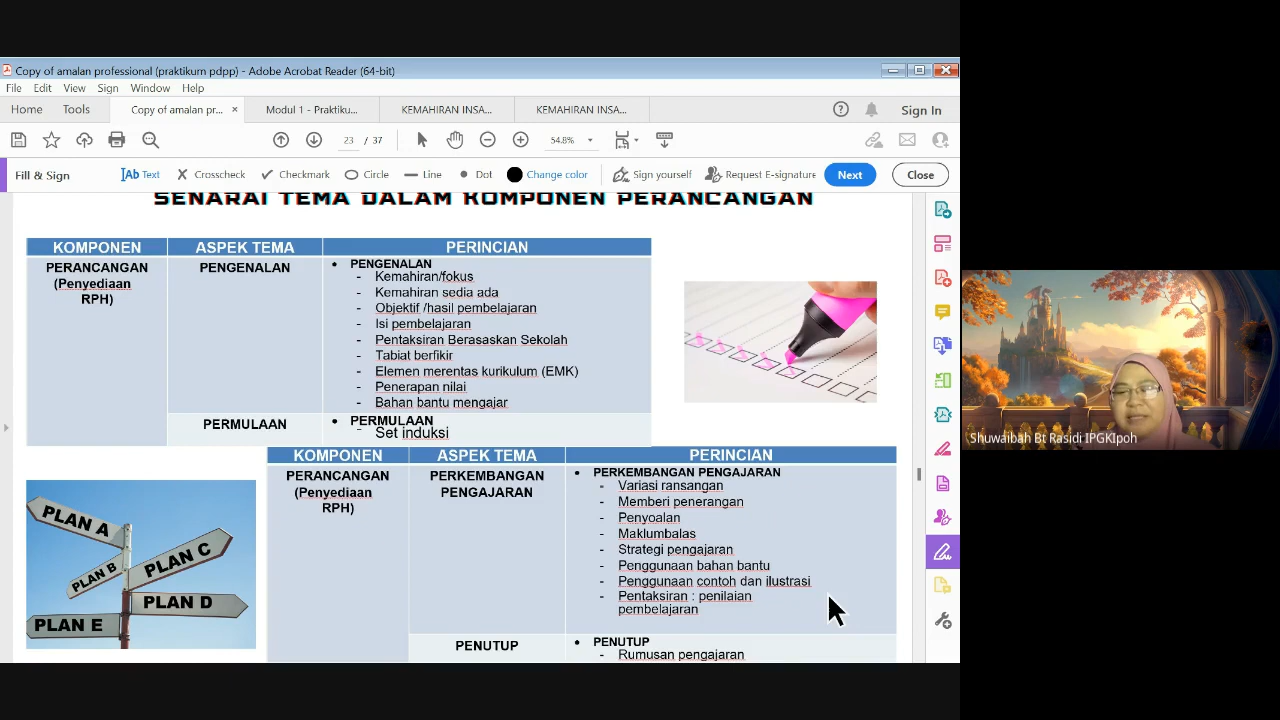 Copy of amalan professional (praktikum pdpp) - Adobe Acrobat Reader (64-bit)
File Edit View Sign Window Help
Home Tools Copy of amalan pr... × Modul 1 - Praktiku... KEMAHIRAN INSA... KEMAHIRAN INSA... Sign In
23 / 37 54.8%
Fill & Sign Ab Text Crosscheck Checkmark Circle Line Dot Change color Sign yourself Request E-signature Next Close
SENARAI TEMA DALAM KOMPONEN PERANCANGAN
KOMPONEN ASPEK TEMA PERINCIAN
PERANCANGAN
(Penyediaan
RPH)
PENGENALAN
• PENGENALAN
- Kemahiran/fokus
- Kemahiran sedia ada
- Objektif /hasil pembelajaran
- Isi pembelajaran
- Pentaksiran Berasaskan Sekolah
- Tabiat berfikir
- Elemen merentas kurikulum (EMK)
- Penerapan nilai
- Bahan bantu mengajar
PERMULAAN
• PERMULAAN
- Set induksi
KOMPONEN ASPEK TEMA PERINCIAN
PERANCANGAN
(Penyediaan
RPH)
PERKEMBANGAN
PENGAJARAN
• PERKEMBANGAN PENGAJARAN
- Variasi ransangan
- Memberi penerangan
- Penyoalan
- Maklumbalas
- Strategi pengajaran
- Penggunaan bahan bantu
- Penggunaan contoh dan ilustrasi
- Pentaksiran : penilaian
pembelajaran
PENUTUP
• PENUTUP
- Rumusan pengajaran
PLAN A
PLAN C
PLAN B
PLAN D
PLAN E
Shuwaibah Bt Rasidi IPGKIpoh